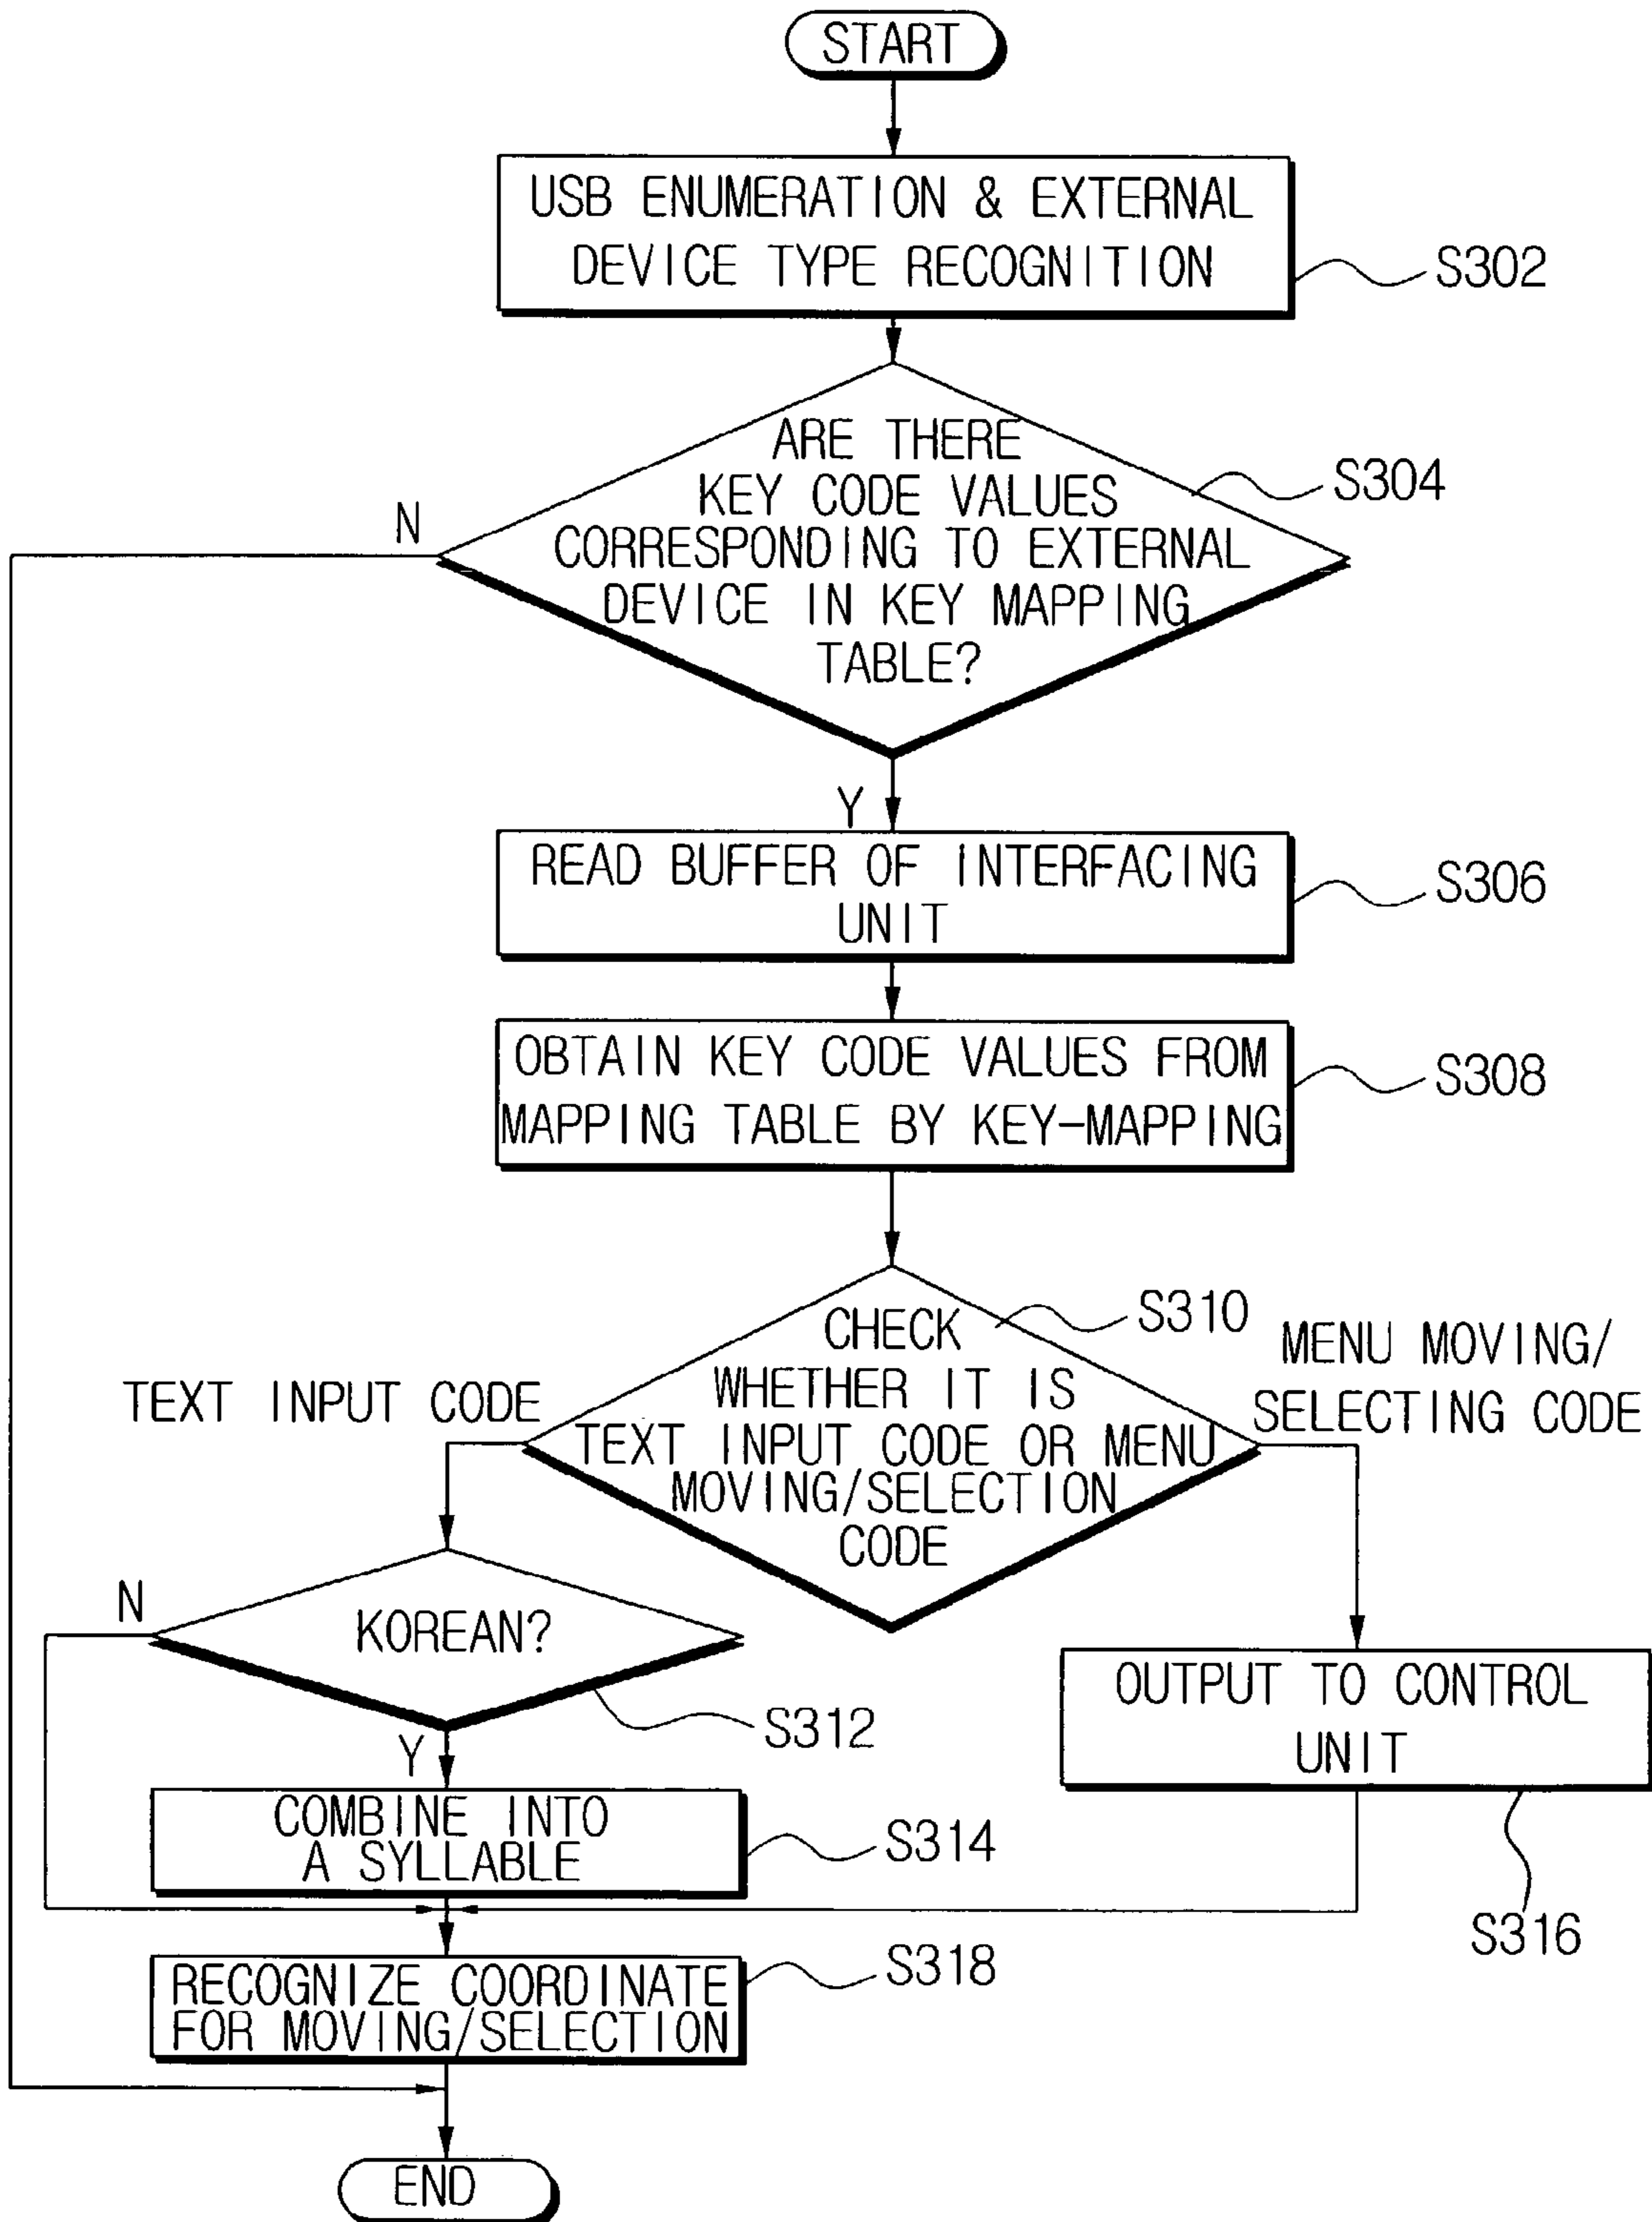 START
USB ENUMERATION & EXTERNAL
DEVICE TYPE RECOGNITION
S302
ARE THERE
KEY CODE VALUES
CORRESPONDING TO EXTERNAL
DEVICE IN KEY MAPPING
TABLE?
S304
N
Y
READ BUFFER OF INTERFACING
UNIT
S306
OBTAIN KEY CODE VALUES FROM
MAPPING TABLE BY KEY-MAPPING
S308
CHECK
WHETHER IT IS
TEXT INPUT CODE OR MENU
MOVING/SELECTION
CODE
S310
TEXT INPUT CODE
MENU MOVING/
SELECTING CODE
KOREAN?
S312
N
Y
COMBINE INTO
A SYLLABLE
S314
OUTPUT TO CONTROL
UNIT
S316
RECOGNIZE COORDINATE
FOR MOVING/SELECTION
S318
END